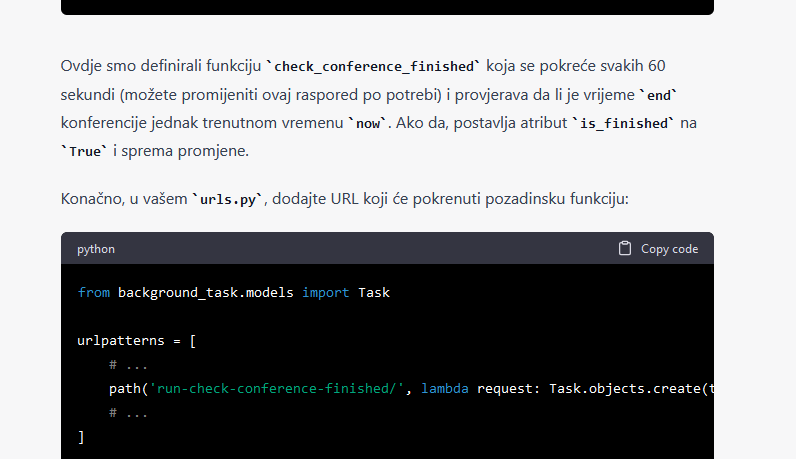 Ovdje smo definirali funkciju `check_conference_finished` koja se pokreće svakih 60
sekundi (možete promijeniti ovaj raspored po potrebi) i provjerava da li je vrijeme `end`
konferencije jednak trenutnom vremenu `now`. Ako da, postavlja atribut `is_finished` na
`True` i sprema promjene.
Konačno, u vašem `urls.py`, dodajte URL koji će pokrenuti pozadinsku funkciju:
python Copy code
from background_task.models import Task
urlpatterns = [
    # ...
    path('run-check-conference-finished/', lambda request: Task.objects.create(
    # ...
]